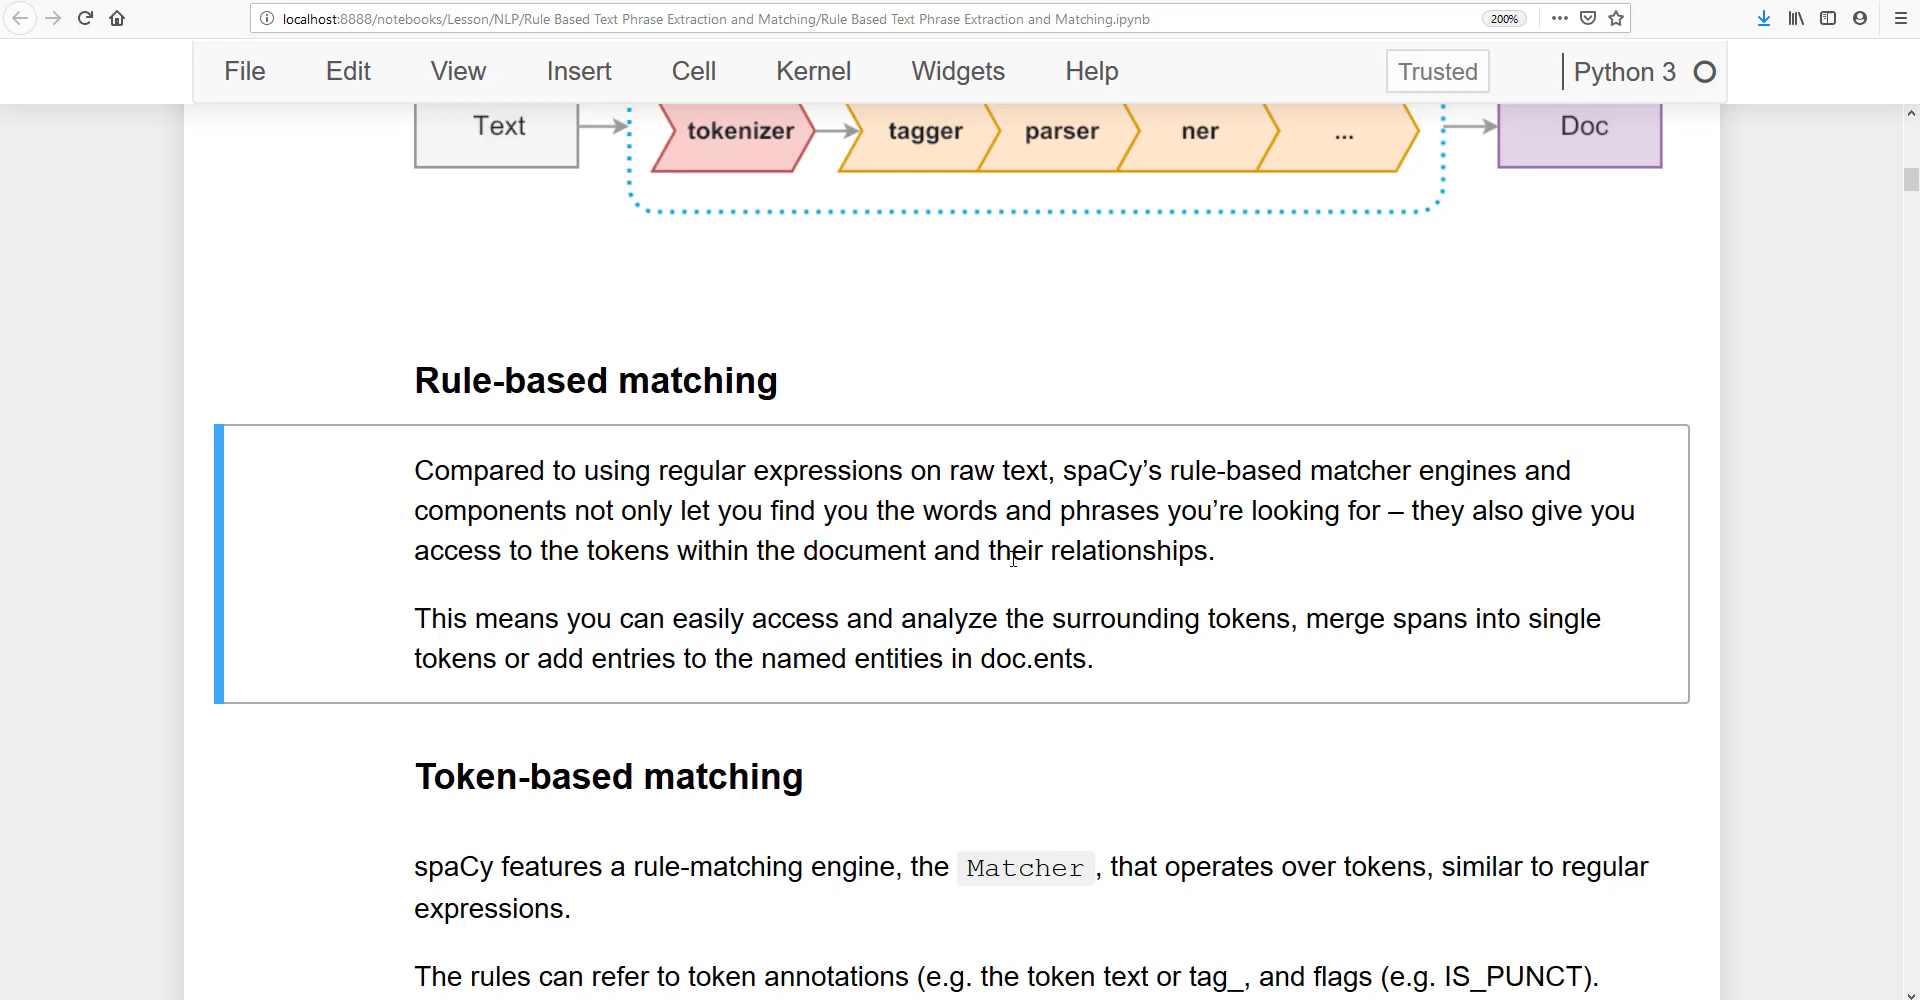 localhost:8888/notebooks/Lesson/NLP/Rule Based Text Phrase Extraction and Matching/Rule Based Text Phrase Extraction and Matching.ipynb 200%
File Edit View Insert Cell Kernel Widgets Help Trusted Python 3
Text tokenizer tagger parser ner ... Doc
Rule-based matching
Compared to using regular expressions on raw text, spaCy’s rule-based matcher engines and
components not only let you find you the words and phrases you’re looking for – they also give you
access to the tokens within the document and their relationships.
This means you can easily access and analyze the surrounding tokens, merge spans into single
tokens or add entries to the named entities in doc.ents.
Token-based matching
spaCy features a rule-matching engine, the Matcher, that operates over tokens, similar to regular
expressions.
The rules can refer to token annotations (e.g. the token text or tag_, and flags (e.g. IS_PUNCT).